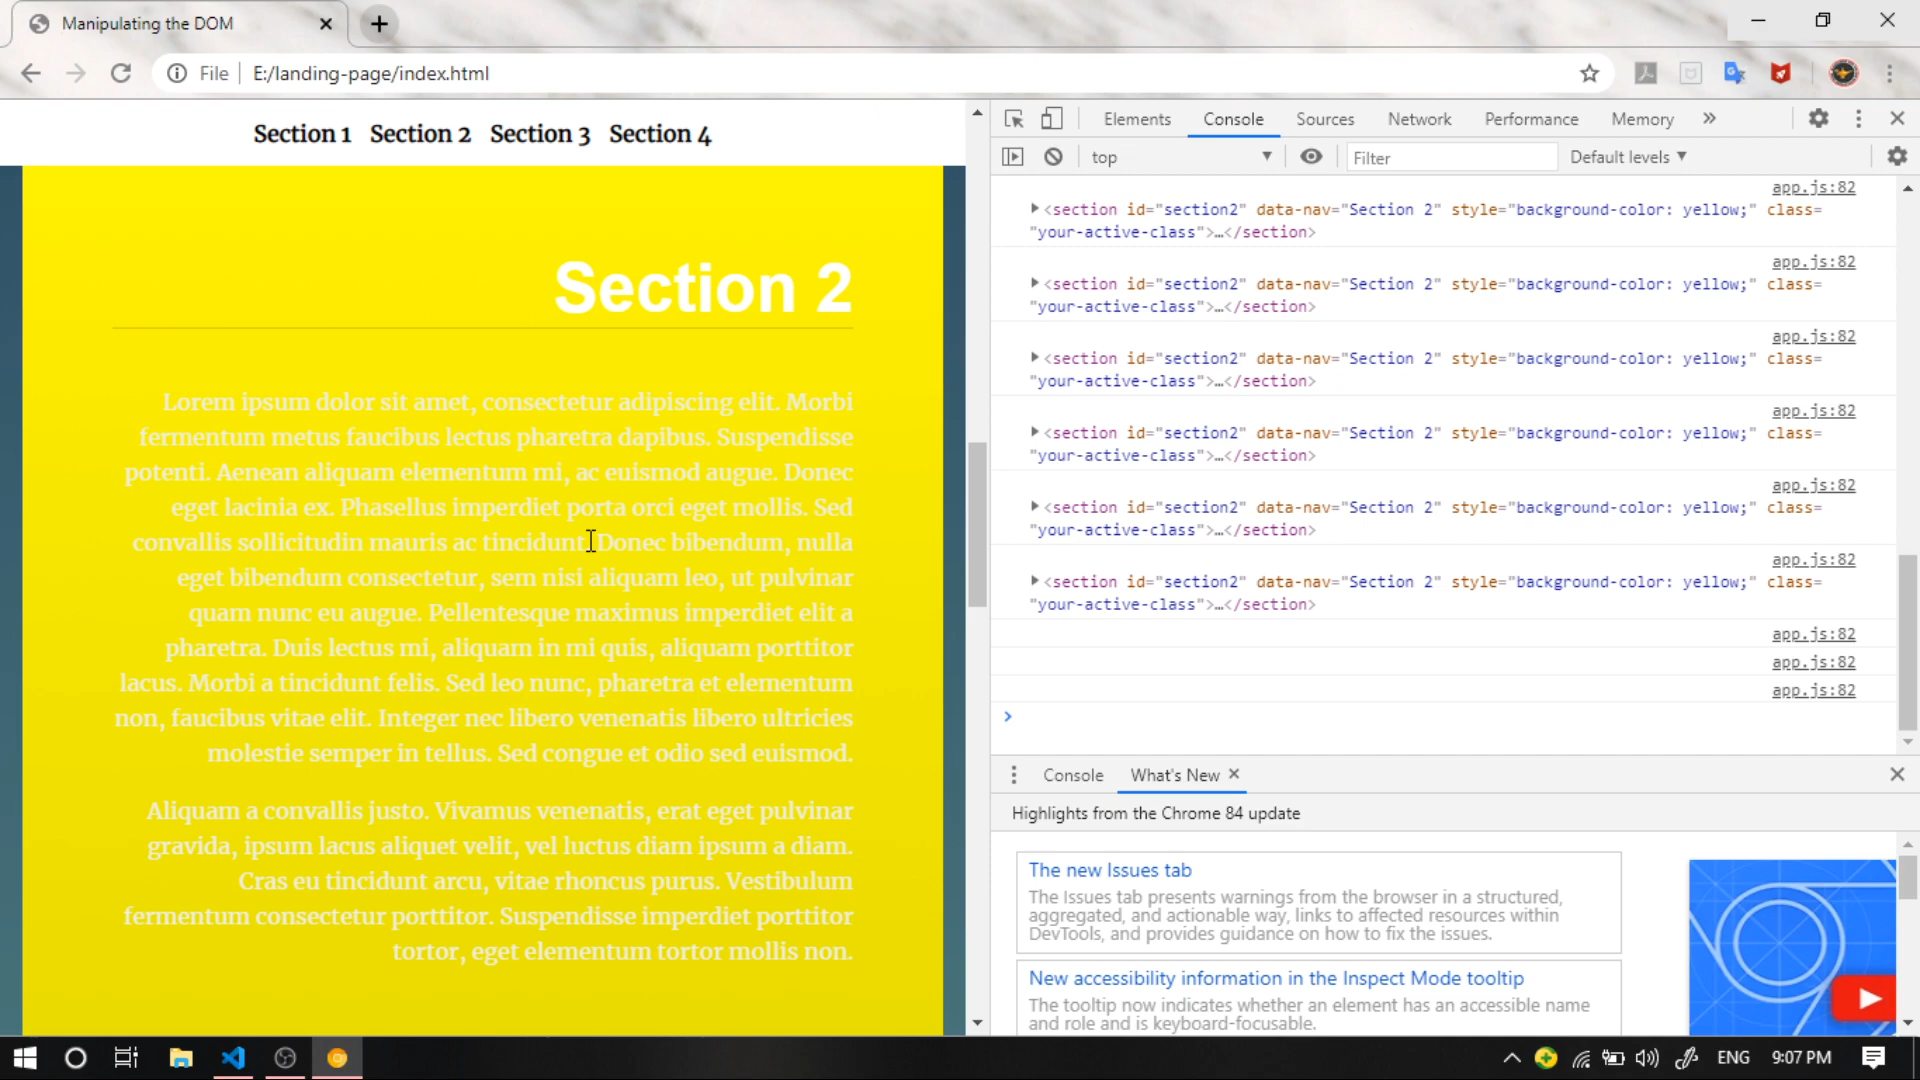 Manipulating the DOM
File
E:/landing-page/index.html
Section 1 Section 2 Section 3 Section 4
Section 2
Lorem ipsum dolor sit amet, consectetur adipiscing elit. Morbi
fermentum metus faucibus lectus pharetra dapibus. Suspendisse
potenti. Aenean aliquam elementum mi, ac euismod augue. Donec
eget lacinia ex. Phasellus imperdiet porta orci eget mollis. Sed
convallis sollicitudin mauris ac tincidunt. Donec bibendum, nulla
eget bibendum consectetur, sem nisi aliquam leo, ut pulvinar
quam nunc eu augue. Pellentesque maximus imperdiet elit a
pharetra. Duis lectus mi, aliquam in mi quis, aliquam porttitor
lacus. Morbi a tincidunt felis. Sed leo nunc, pharetra et elementum
non, faucibus vitae elit. Integer nec libero venenatis libero ultricies
molestie semper in tellus. Sed congue et odio sed euismod.
Aliquam a convallis justo. Vivamus venenatis, erat eget pulvinar
gravida, ipsum lacus aliquet velit, vel luctus diam ipsum a diam.
Cras eu tincidunt arcu, vitae rhoncus purus. Vestibulum
fermentum consectetur porttitor. Suspendisse imperdiet porttitor
tortor, eget elementum tortor mollis non.
Elements Console Sources Network Performance Memory »
top Filter Default levels
app.js:82
<section id="section2" data-nav="Section 2" style="background-color: yellow;" class=
"your-active-class">…</section>
app.js:82
<section id="section2" data-nav="Section 2" style="background-color: yellow;" class=
"your-active-class">…</section>
app.js:82
<section id="section2" data-nav="Section 2" style="background-color: yellow;" class=
"your-active-class">…</section>
app.js:82
<section id="section2" data-nav="Section 2" style="background-color: yellow;" class=
"your-active-class">…</section>
app.js:82
<section id="section2" data-nav="Section 2" style="background-color: yellow;" class=
"your-active-class">…</section>
app.js:82
<section id="section2" data-nav="Section 2" style="background-color: yellow;" class=
"your-active-class">…</section>
app.js:82
app.js:82
app.js:82
Console What's New
Highlights from the Chrome 84 update
The new Issues tab
The Issues tab presents warnings from the browser in a structured,
aggregated, and actionable way, links to affected resources within
DevTools, and provides guidance on how to fix the issues.
New accessibility information in the Inspect Mode tooltip
The tooltip now indicates whether an element has an accessible name
and role and is keyboard-focusable.
ENG 9:07 PM